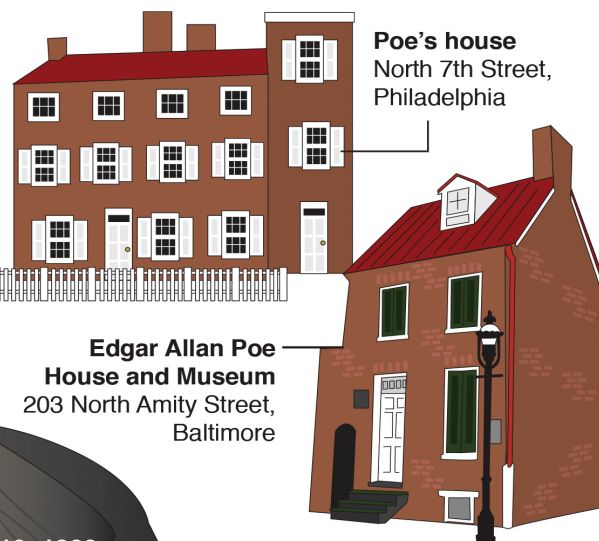 Poe's house
North 7th Street,
Philadelphia
Edgar Allan Poe
House and Museum
203 North Amity Street,
Baltimore